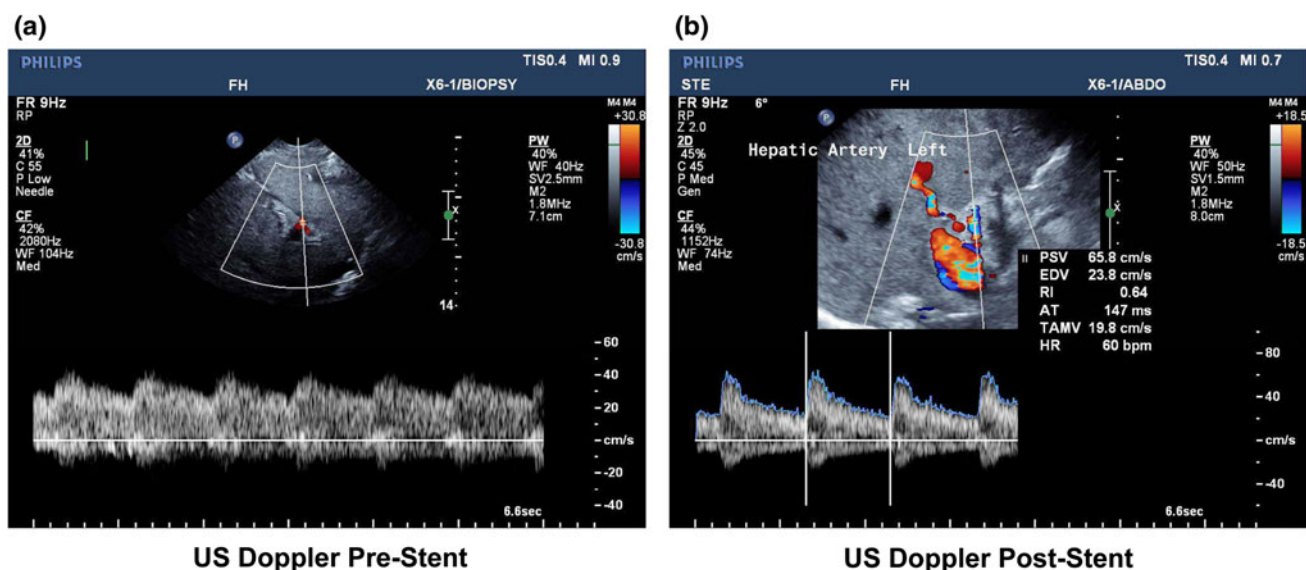 (a)
PHILIPS
TIS0.4 MI 0.9
FH
X6-1/BIOPSY
FR 9Hz
RP
2D
41%
C 55
P Low
Needle
CF
42%
2080Hz
WF 104Hz
Med
P
X
14
PW
40%
WF 40Hz
SV2.5mm
M2
1.8MHz
7.1cm
M4 M4
+30.8
-30.8
cm/s
60
40
20
cm/s
-20
-40
6.6sec
US Doppler Pre-Stent
(b)
PHILIPS
TIS0.4 MI 0.7
STE
FH
X6-1/ABDO
FR 9Hz
6°
RP
Z 2.0
2D
45%
C 45
P Med
Gen
CF
44%
1152Hz
WF 74Hz
Med
P
Hepatic Artery Left
X
PW
40%
WF 50Hz
SV1.5mm
M2
1.8MHz
8.0cm
M4 M4
+18.5
-18.5
cm/s
PSV 65.8 cm/s
EDV 23.8 cm/s
RI 0.64
AT 147 ms
TAMV 19.8 cm/s
HR 60 bpm
80
40
cm/s
-40
6.6sec
US Doppler Post-Stent